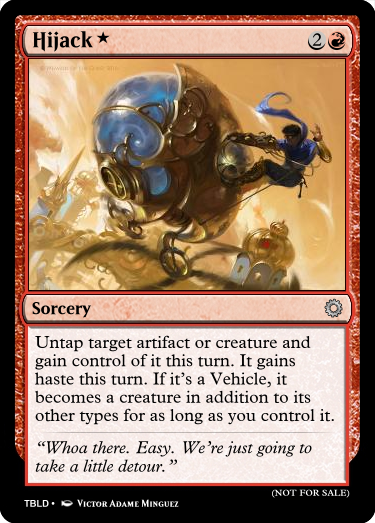 Hijack ★ 2
Sorcery
Untap target artifact or creature and
gain control of it this turn. It gains
haste this turn. If it's a Vehicle, it
becomes a creature in addition to its
other types for as long as you control it.
“Whoa there. Easy. We're just going to
take a little detour.”
(NOT FOR SALE)
TBLD • Victor Adame Minguez